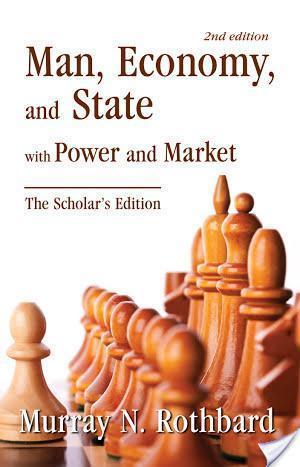 2nd edition
Man, Economy,
and State
with Power and Market
The Scholar's Edition
Murray N. Rothbard